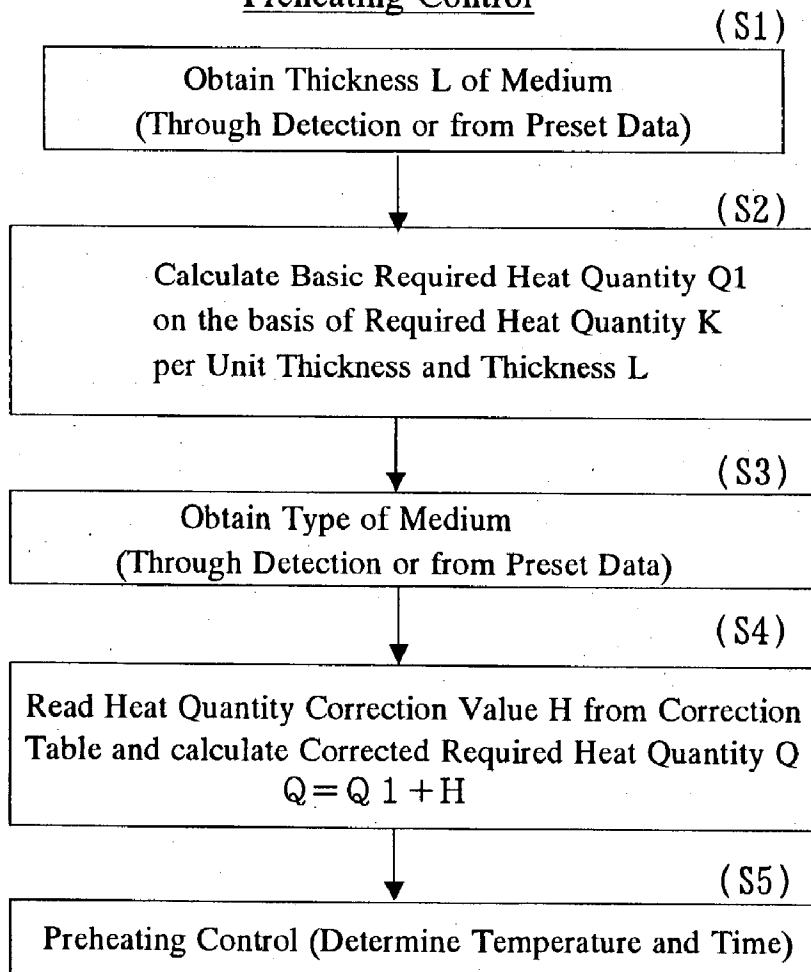 Preheating Control
(S1)
Obtain Thickness L of Medium
(Through Detection or from Preset Data)
(S2)
Calculate Basic Required Heat Quantity Q1
on the basis of Required Heat Quantity K
per Unit Thickness and Thickness L
(S3)
Obtain Type of Medium
(Through Detection or from Preset Data)
(S4)
Read Heat Quantity Correction Value H from Correction
Table and calculate Corrected Required Heat Quantity Q
Q=Q 1+H
(S5)
Preheating Control (Determine Temperature and Time)